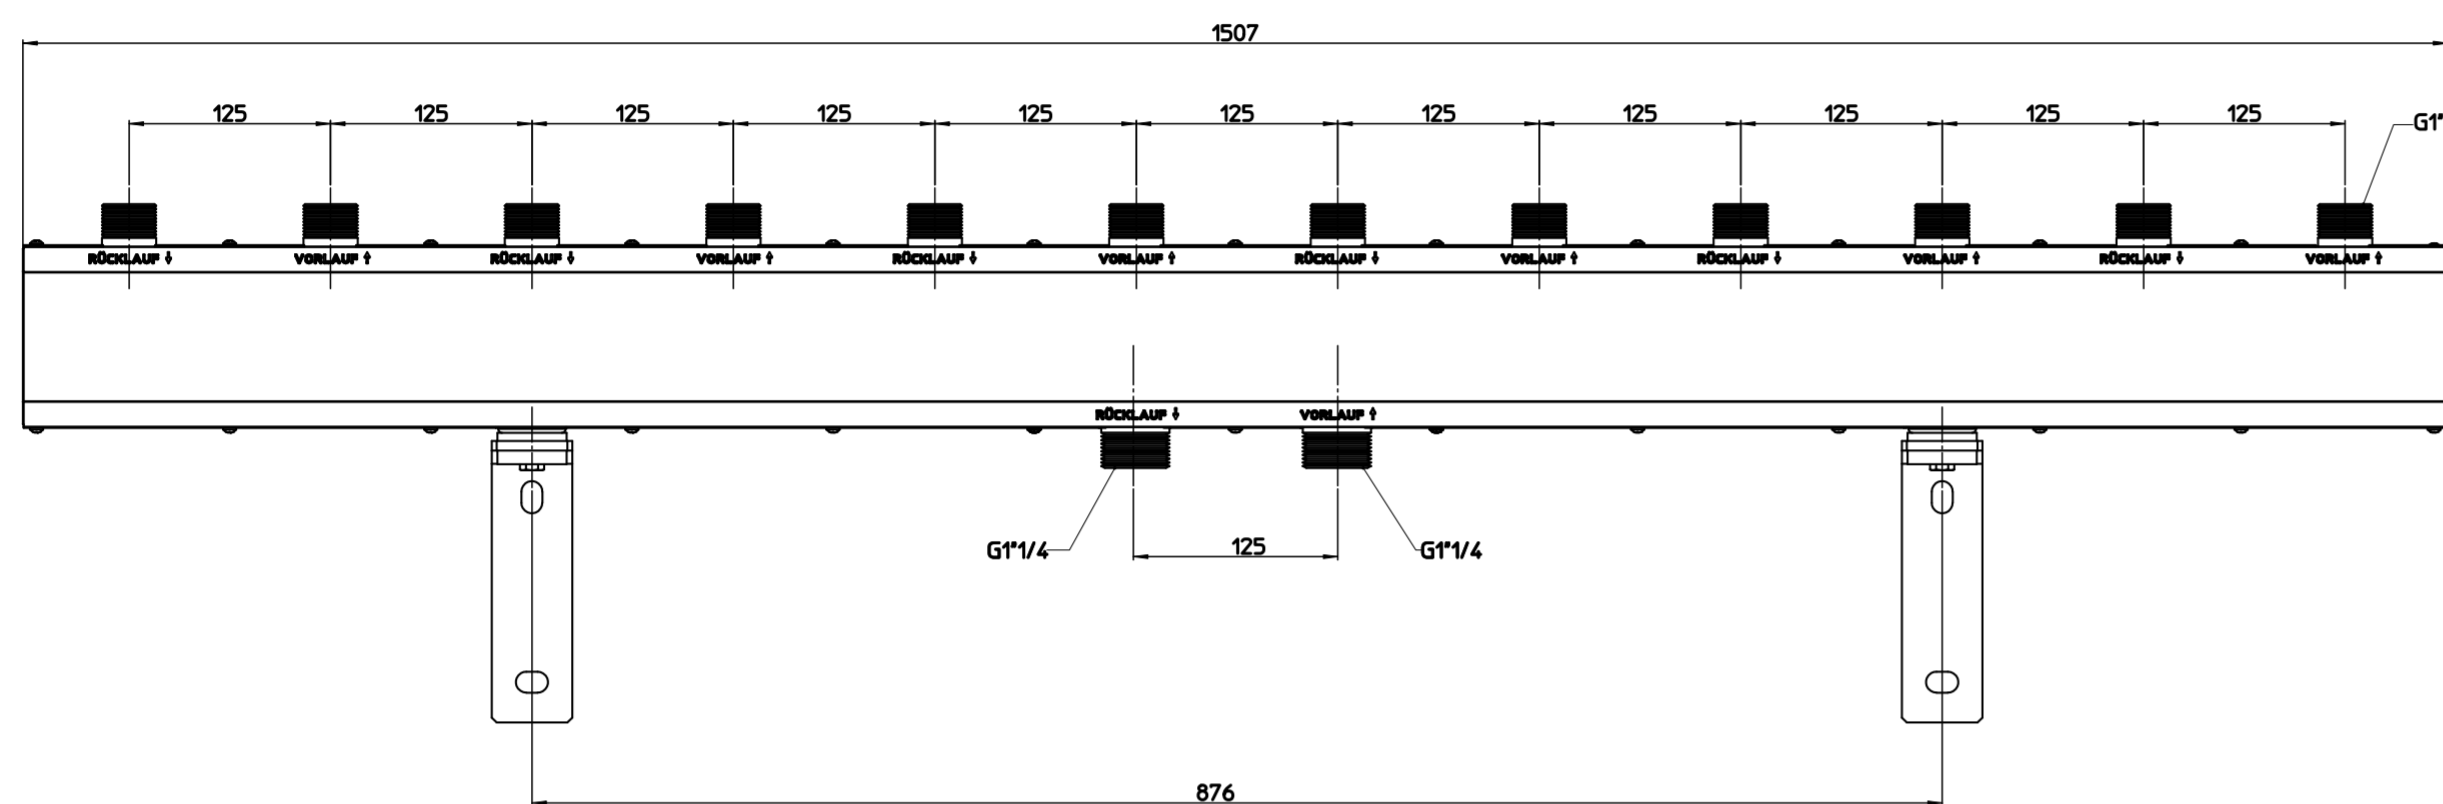 1507
125 125 125 125 125 125 125 125 125 125 125
G1"
RÜCKLAUF ↓ VORLAUF ↑ RÜCKLAUF ↓ VORLAUF ↑ RÜCKLAUF ↓ VORLAUF ↑ RÜCKLAUF ↓ VORLAUF ↑ RÜCKLAUF ↓ VORLAUF ↑ RÜCKLAUF ↓ VORLAUF ↑
RÜCKLAUF ↓ VORLAUF ↑
G1"1/4 125 G1"1/4
876